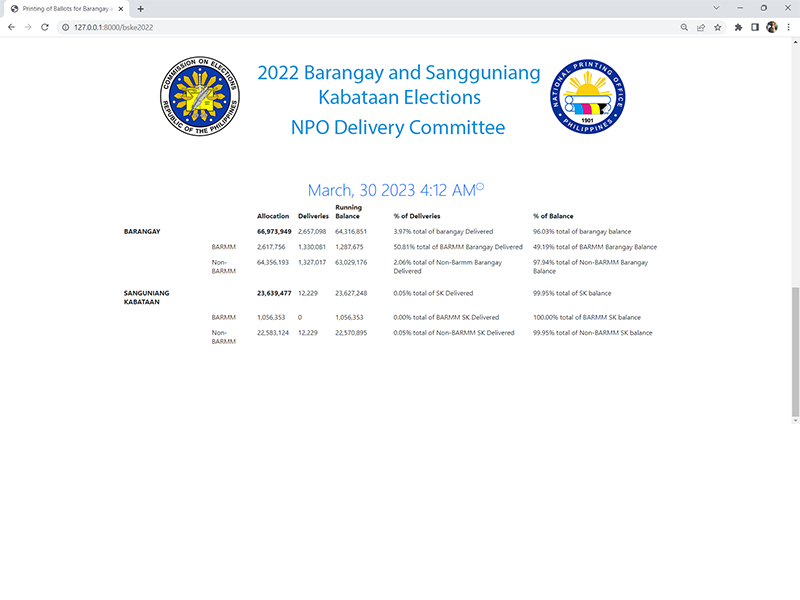 Printing of Ballots for Barangay a
127.0.0.1:8000/bske2022
COMMISSION ON ELECTIONS
REPUBLIC OF THE PHILIPPINES
2022 Barangay and Sangguniang
Kabataan Elections
NPO Delivery Committee
NATIONAL PRINTING OFFICE
1901
PHILIPPINES
March, 30 2023 4:12 AM
Allocation Deliveries Running Balance % of Deliveries % of Balance
BARANGAY 66,973,949 2,657,098 64,316,851 3.97% total of barangay Delivered 96.03% total of barangay balance
BARMM 2,617,756 1,330,081 1,287,675 50.81% total of BARMM Barangay Delivered 49.19% total of BARMM Barangay Balance
Non- 64,356,193 1,327,017 63,029,176 2.06% total of Non-Barmm Barangay 97.94% total of Non-BARMM Barangay
BARMM Delivered Balance
SANGUNIANG 23,639,477 12,229 23,627,248 0.05% total of SK Delivered 99.95% total of SK balance
KABATAAN
BARMM 1,056,353 0 1,056,353 0.00% total of BARMM SK Delivered 100.00% total of BARMM SK balance
Non- 22,583,124 12,229 22,570,895 0.05% total of Non-BARMM SK Delivered 99.95% total of Non-BARMM SK balance
BARMM